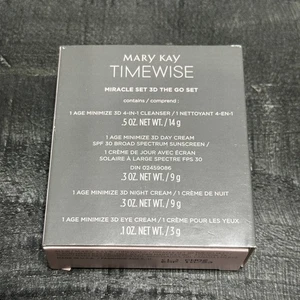 MARY KAY
TIMEWISE
MIRACLE SET 3D THE GO SET
contains / comprend :
1 AGE MINIMIZE 3D 4-IN-1 CLEANSER / 1 NETTOYANT 4-EN-1
.5 OZ. NET WT. / 14 g
1 AGE MINIMIZE 3D DAY CREAM
SPF 30 BROAD SPECTRUM SUNSCREEN /
1 CRÈME DE JOUR AVEC ÉCRAN
SOLAIRE À LARGE SPECTRE FPS 30
DIN 02459086
.3 OZ. NET WT. / 9 g
1 AGE MINIMIZE 3D NIGHT CREAM / 1 CRÈME DE NUIT
.3 OZ. NET WT. / 9 g
1 AGE MINIMIZE 3D EYE CREAM / 1 CRÈME POUR LES YEUX
.1 OZ. NET WT. / 3 g